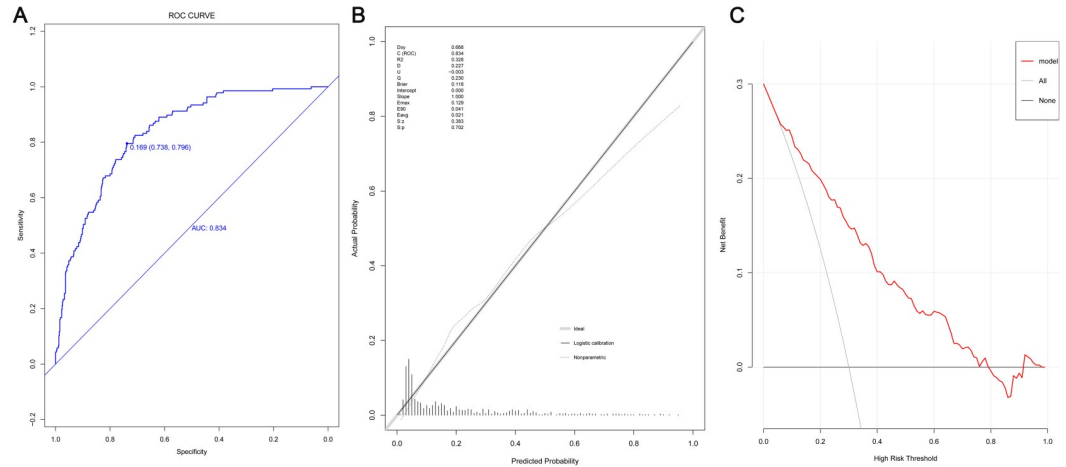 A
ROC CURVE
Sensitivity
1.2
1.0
0.8
0.6
0.4
0.2
0.0
−0.2
0.169 (0.738, 0.796)
AUC: 0.834
1.0 0.8 0.6 0.4 0.2 0.0
Specificity
B
Actual Probability
1.0
0.8
0.6
0.4
0.2
0.0
Dxy 0.668
C (ROC) 0.834
R2 0.328
D 0.227
U −0.003
Q 0.230
Brier 0.118
Intercept 0.000
Slope 1.000
Emax 0.129
E90 0.041
Eavg 0.021
S:z 0.383
S:p 0.702
Ideal
Logistic calibration
Nonparametric
0.0 0.2 0.4 0.6 0.8 1.0
Predicted Probability
C
Net Benefit
0.3
0.2
0.1
0.0
model
All
None
0.0 0.2 0.4 0.6 0.8 1.0
High Risk Threshold